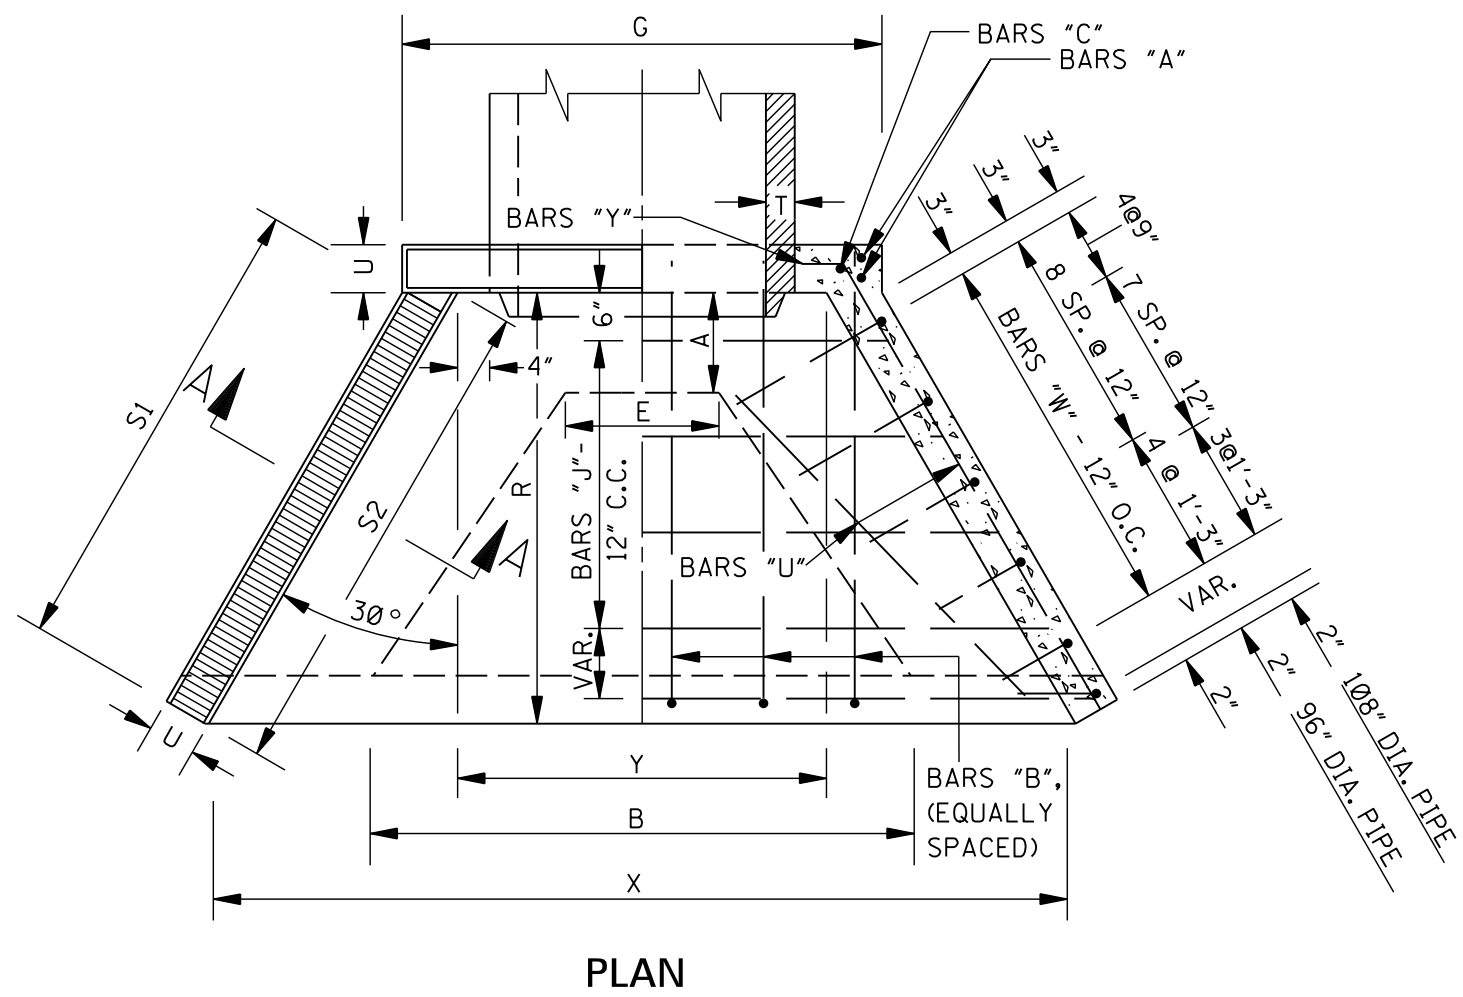 G
BARS "C"
BARS "A"
3"
3"
3"
4@9"
T
BARS "Y"
U
8 SP. @ 12"
7 SP. @ 12"
BARS "W" - 12" O.C.
6"
A
4"
A
S1
E
BARS "J"-
12" C.C.
R
S2
A
4 @ 1'-3"
3@1'-3"
BARS "U"
VAR.
30°
VAR.
2"
2"
2"
108" DIA. PIPE
96" DIA. PIPE
U
Y
BARS "B",
(EQUALLY
SPACED)
B
X
PLAN